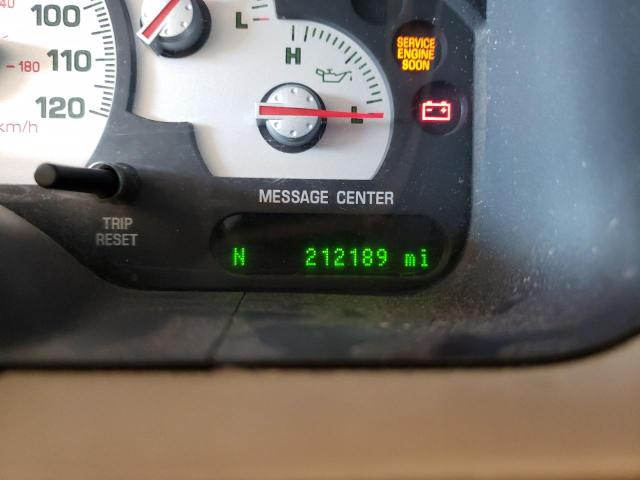 100
110
180
120
km/h
L
H
L
SERVICE
ENGINE
SOON
MESSAGE CENTER
TRIP
RESET
N 212189 mi